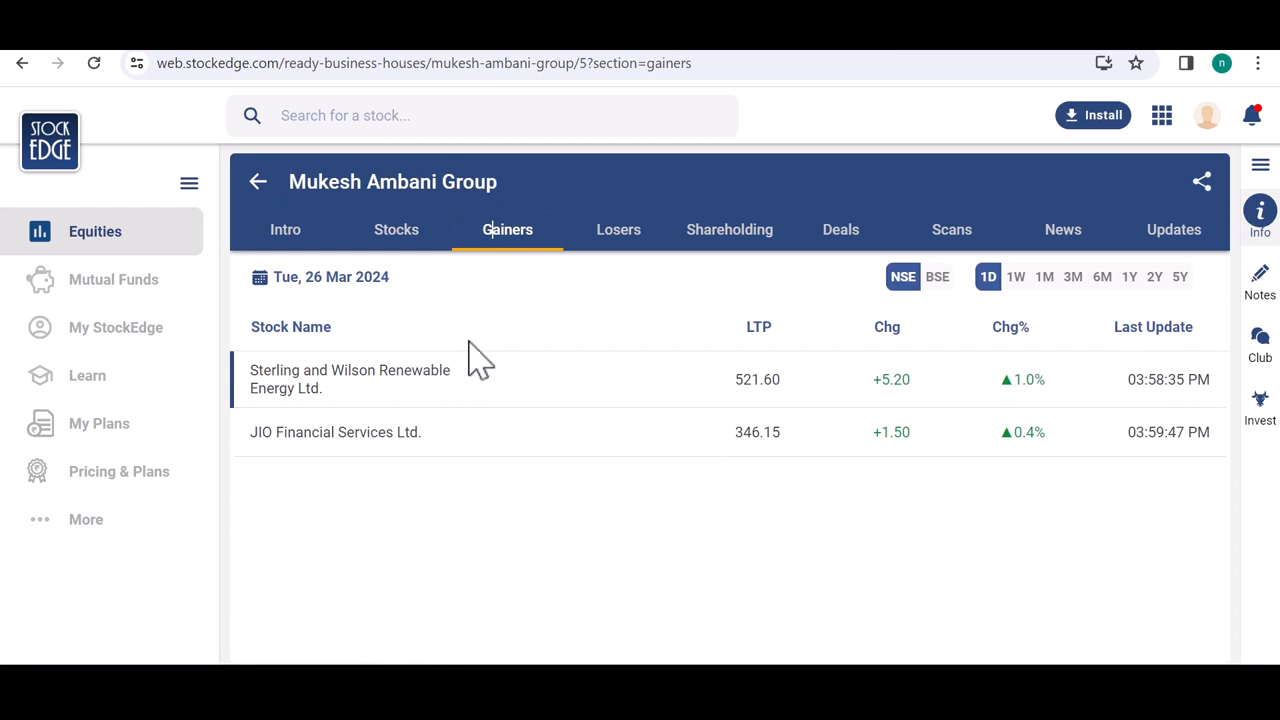 web.stockedge.com/ready-business-houses/mukesh-ambani-group/5?section=gainers
n
STOCK
EDGE
Search for a stock...
Install
Mukesh Ambani Group
Intro Stocks Gainers Losers Shareholding Deals Scans News Updates
Equities
Mutual Funds
My StockEdge
Learn
My Plans
Pricing & Plans
More
Tue, 26 Mar 2024
NSE BSE 1D 1W 1M 3M 6M 1Y 2Y 5Y
Stock Name LTP Chg Chg% Last Update
Sterling and Wilson Renewable
Energy Ltd. 521.60 +5.20 ▲1.0% 03:58:35 PM
JIO Financial Services Ltd. 346.15 +1.50 ▲0.4% 03:59:47 PM
Info
Notes
Club
Invest